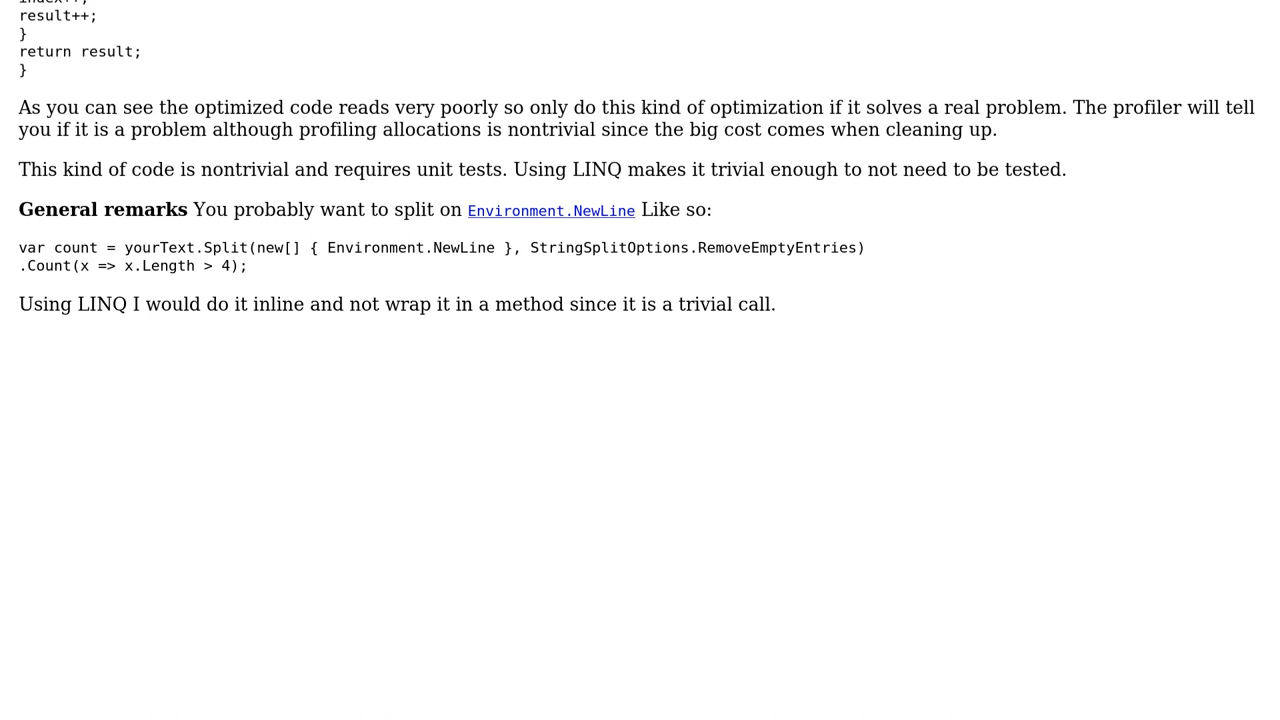 result++;
}
return result;
}
As you can see the optimized code reads very poorly so only do this kind of optimization if it solves a real problem. The profiler will tell
you if it is a problem although profiling allocations is nontrivial since the big cost comes when cleaning up.
This kind of code is nontrivial and requires unit tests. Using LINQ makes it trivial enough to not need to be tested.
General remarks You probably want to split on Environment.NewLine Like so:
var count = yourText.Split(new[] { Environment.NewLine }, StringSplitOptions.RemoveEmptyEntries)
.Count(x => x.Length > 4);
Using LINQ I would do it inline and not wrap it in a method since it is a trivial call.